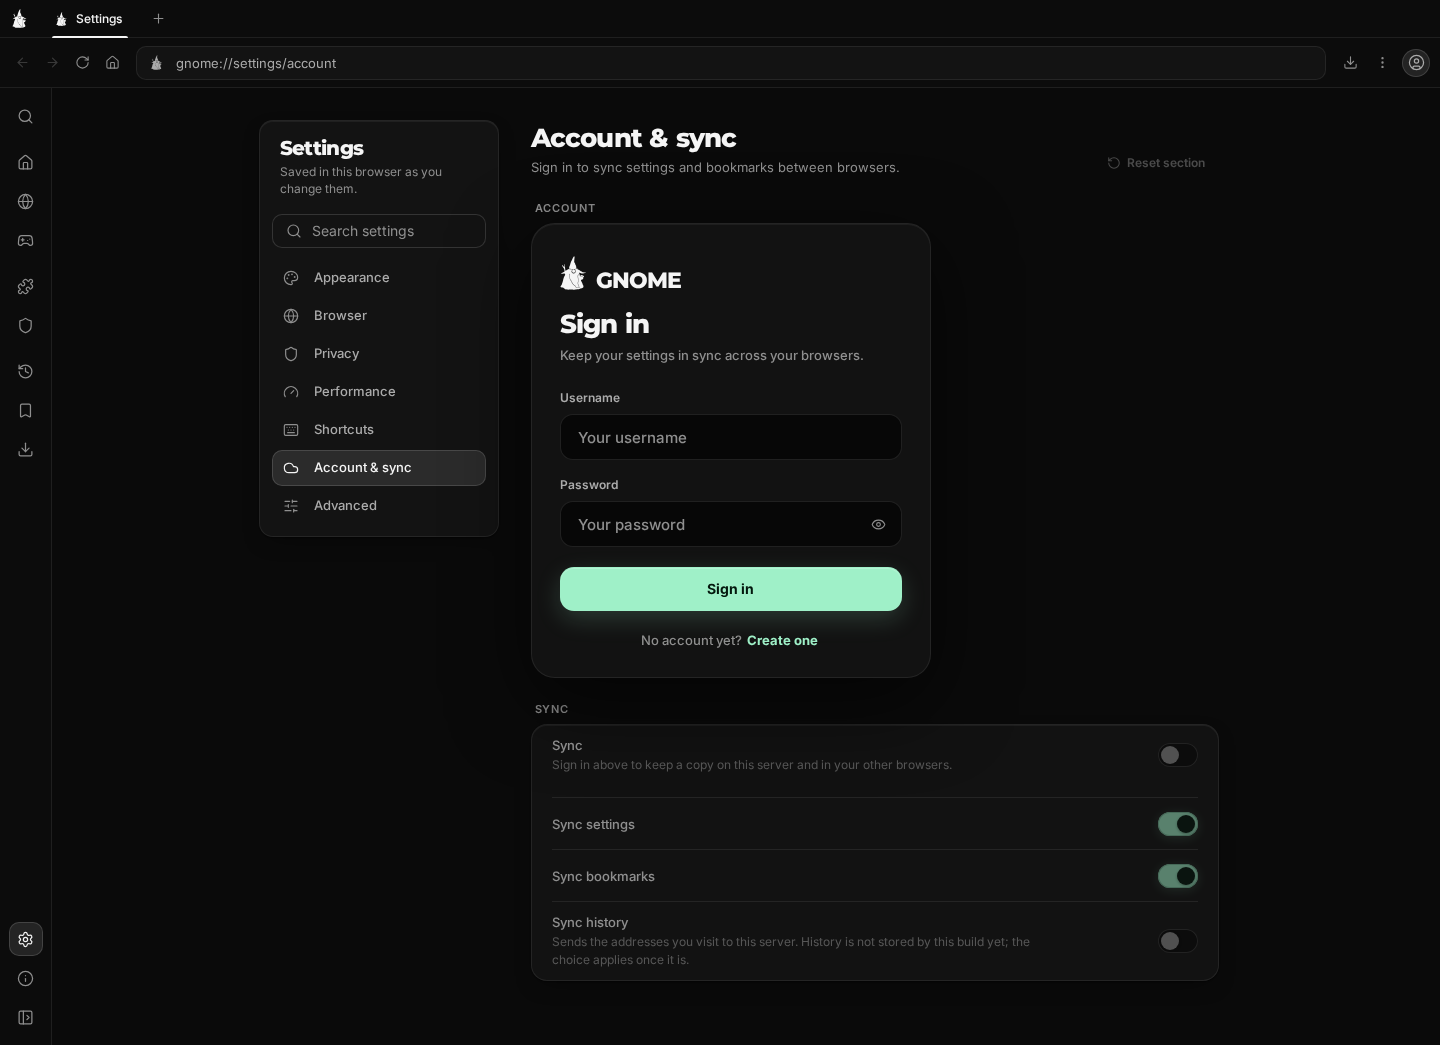 Settings
gnome://settings/account
Settings
Saved in this browser as you
change them.
Search settings
Appearance
Browser
Privacy
Performance
Shortcuts
Account & sync
Advanced
Account & sync
Sign in to sync settings and bookmarks between browsers.
Reset section
ACCOUNT
GNOME
Sign in
Keep your settings in sync across your browsers.
Username
Your username
Password
Your password
Sign in
No account yet? Create one
SYNC
Sync
Sign in above to keep a copy on this server and in your other browsers.
Sync settings
Sync bookmarks
Sync history
Sends the addresses you visit to this server. History is not stored by this build yet; the
choice applies once it is.